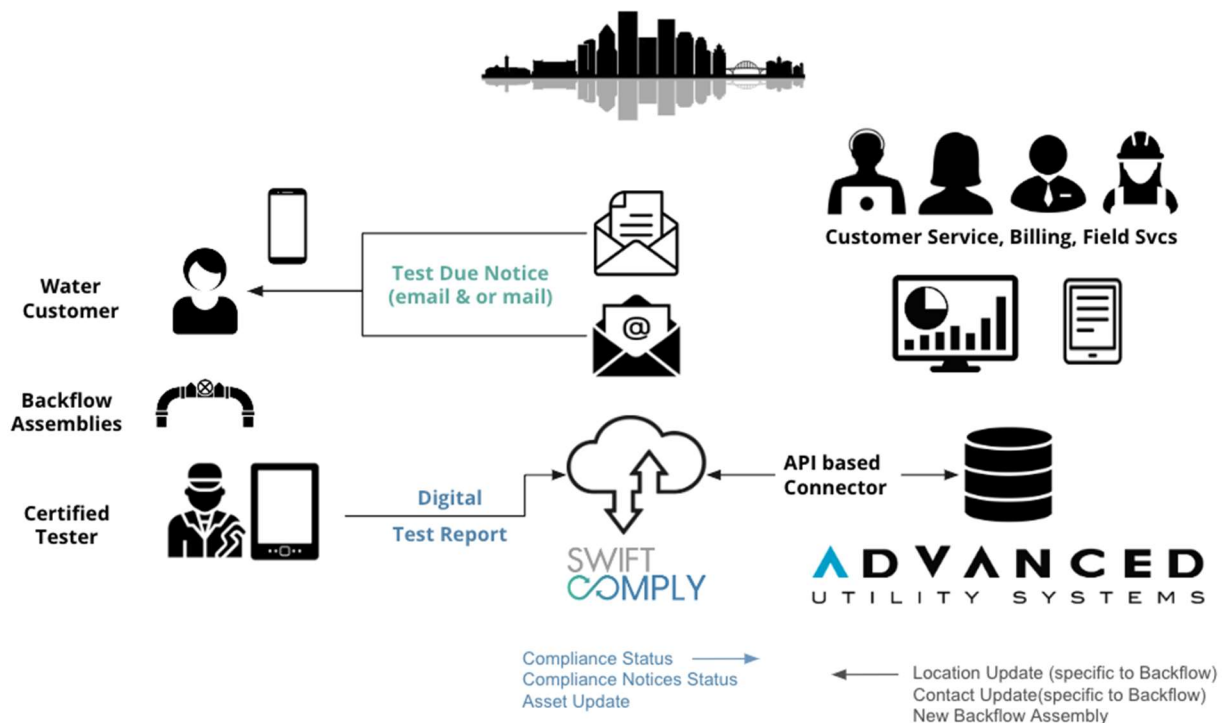 Customer Service, Billing, Field Svcs
Water
Customer
Test Due Notice
(email & or mail)
@
Backflow
Assemblies
Certified
Tester
Digital
Test Report
API based
Connector
SWIFT
COMPLY
ADVANCED
UTILITY SYSTEMS
Compliance Status
Compliance Notices Status
Asset Update
Location Update (specific to Backflow)
Contact Update(specific to Backflow)
New Backflow Assembly